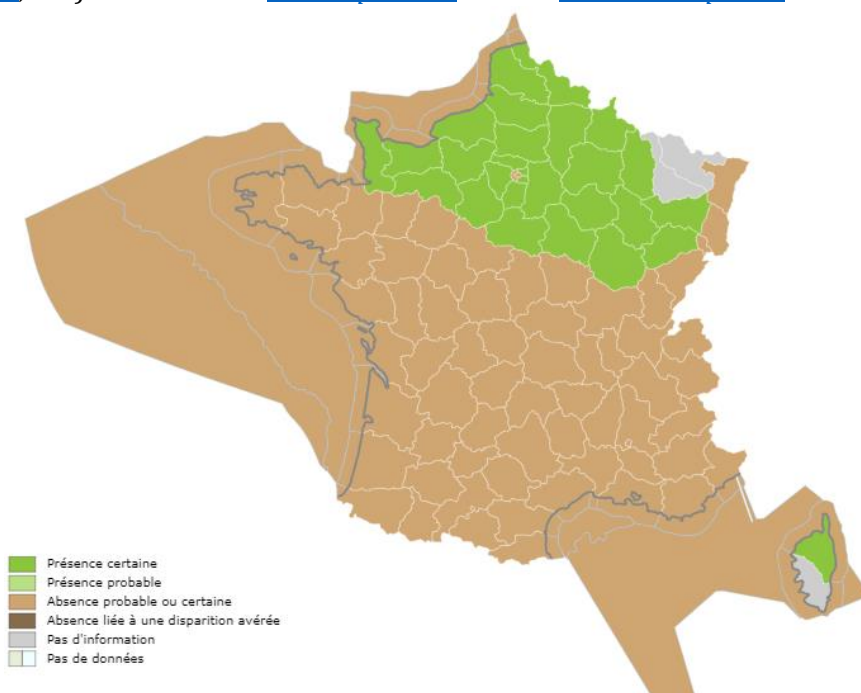 Présence certaine
Présence probable
Absence probable ou certaine
Absence liée à une disparition avérée
Pas d'information
Pas de données